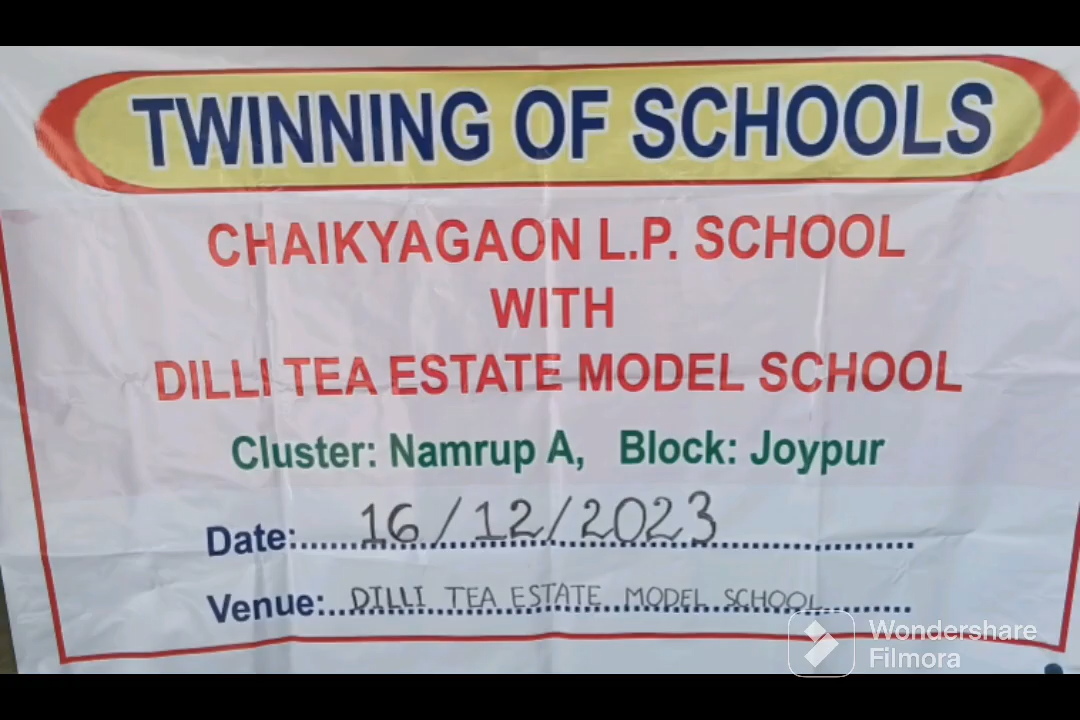 TWINNING OF SCHOOLS
CHAIKYAGAON L.P. SCHOOL
WITH
DILLI TEA ESTATE MODEL SCHOOL
Cluster: Namrup A, Block: Joypur
Date:......16/12/2023......................
Venue:...DILLI TEA ESTATE MODEL SCHOOL..........
Wondershare
Filmora